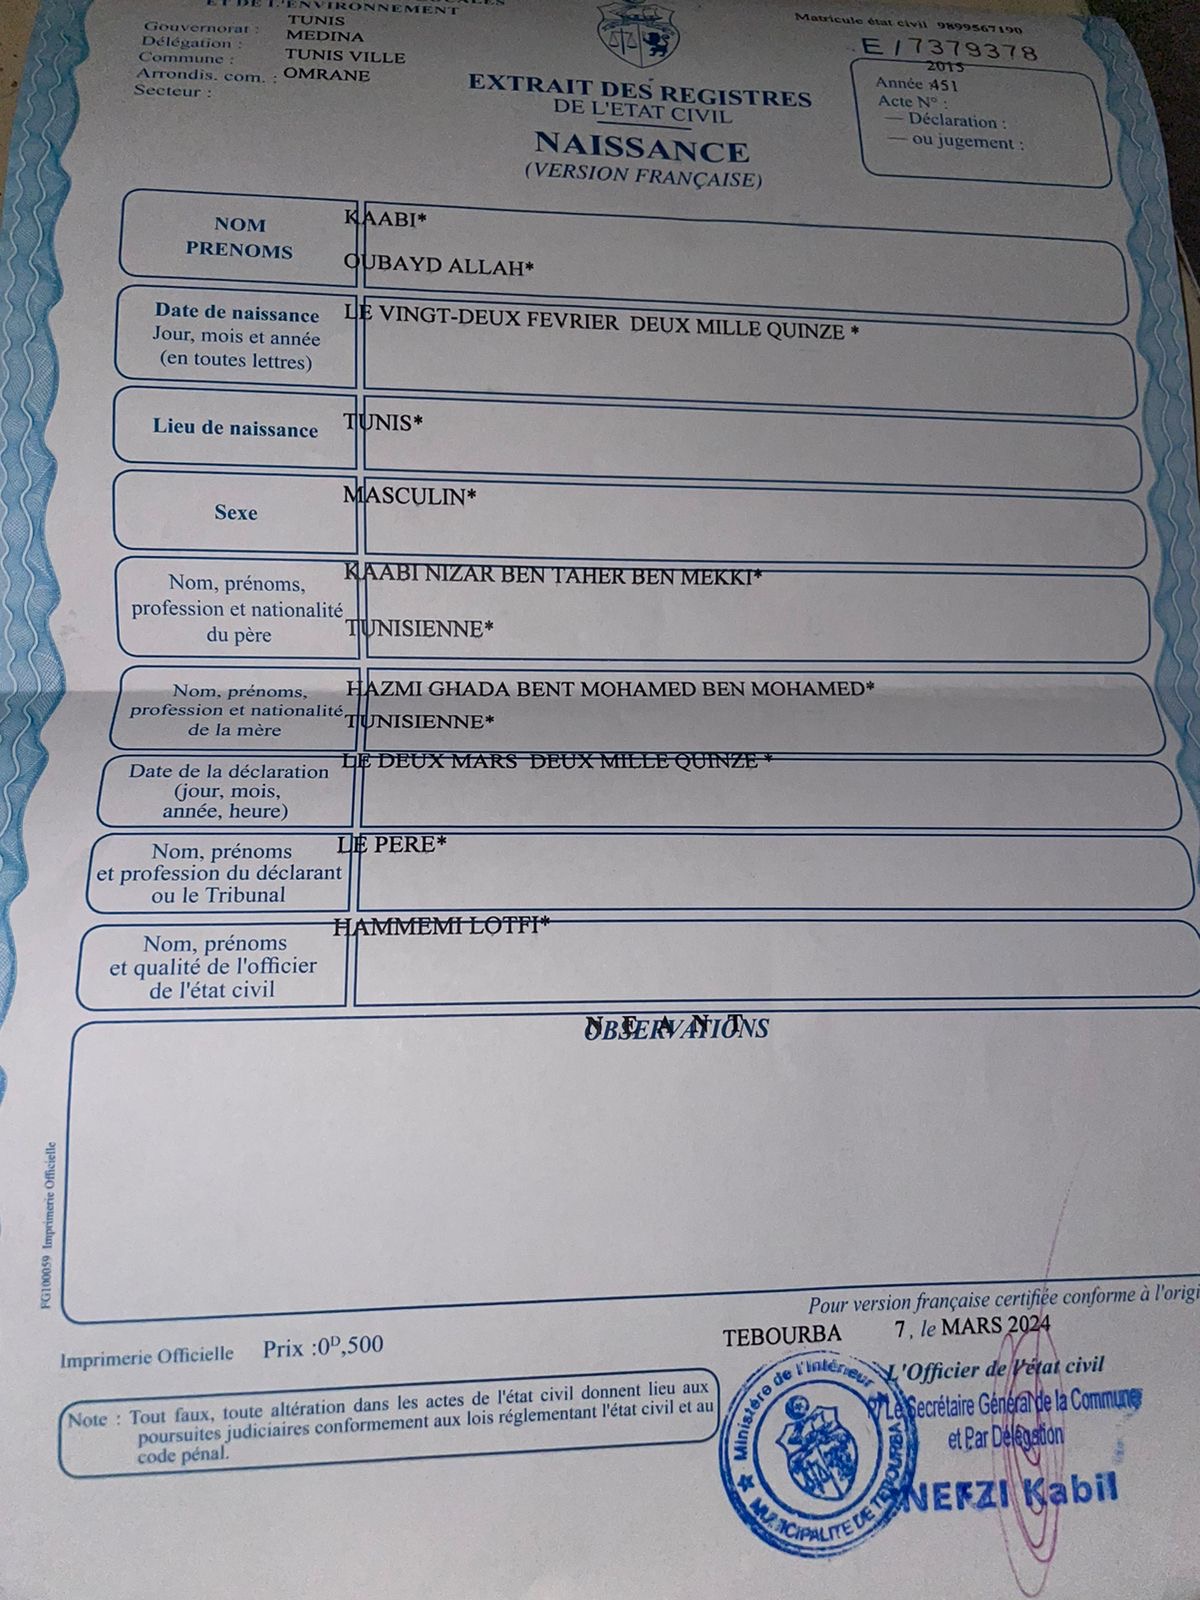 ET DE L'ENVIRONNEMENT
Gouvernorat : TUNIS
Délégation : MEDINA
Commune : TUNIS VILLE
Arrondis. com. : OMRANE
Secteur :
Matricule état civil 9899567190
E/7379378
2015
Année :451
Acte N° :
— Déclaration :
— ou jugement :
EXTRAIT DES REGISTRES
DE L'ETAT CIVIL
NAISSANCE
(VERSION FRANÇAISE)
NOM KAABI*
PRENOMS OUBAYD ALLAH*
Date de naissance LE VINGT-DEUX FEVRIER DEUX MILLE QUINZE *
Jour, mois et année
(en toutes lettres)
Lieu de naissance TUNIS*
Sexe MASCULIN*
Nom, prénoms, KAABI NIZAR BEN TAHER BEN MEKKI*
profession et nationalité
du père TUNISIENNE*
Nom, prénoms, HAZMI GHADA BENT MOHAMED BEN MOHAMED*
profession et nationalité TUNISIENNE*
de la mère
Date de la déclaration LE DEUX MARS DEUX MILLE QUINZE *
(jour, mois,
année, heure)
Nom, prénoms LE PERE*
et profession du déclarant
ou le Tribunal
Nom, prénoms HAMMEMI LOTFI*
et qualité de l'officier
de l'état civil
OBSERVATIONS
N E A N T
FG100059 Imprimerie Officielle
Pour version française certifiée conforme à l'origi
TEBOURBA 7, le MARS 2024
Imprimerie Officielle Prix :0ᴰ,500
L'Officier de l'état civil
Note : Tout faux, toute altération dans les actes de l'état civil donnent lieu aux
poursuites judiciaires conformement aux lois réglementant l'état civil et au
code pénal.
Ministère de l'Intérieur
MUNICIPALITE DE TEBOURBA
P/Le Secrétaire Général de la Commune
et Par Délégation
NEFZI Kabil